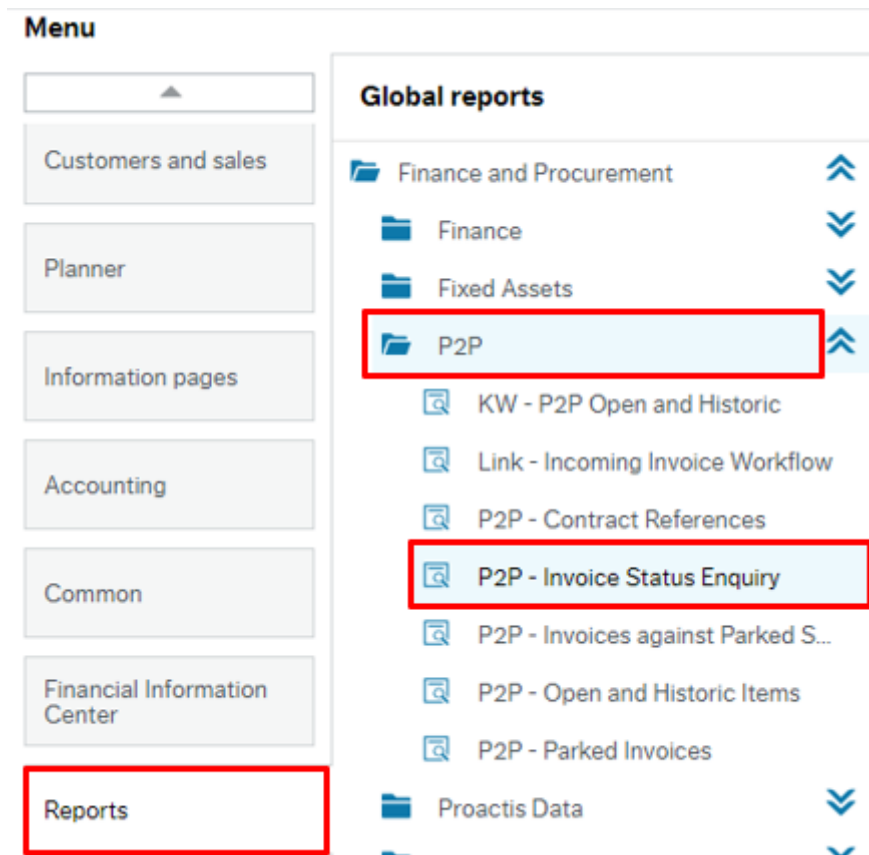 Menu
Customers and sales
Planner
Information pages
Accounting
Common
Financial Information
Center
Reports
Global reports
Finance and Procurement
Finance
Fixed Assets
P2P
KW - P2P Open and Historic
Link - Incoming Invoice Workflow
P2P - Contract References
P2P - Invoice Status Enquiry
P2P - Invoices against Parked S...
P2P - Open and Historic Items
P2P - Parked Invoices
Proactis Data